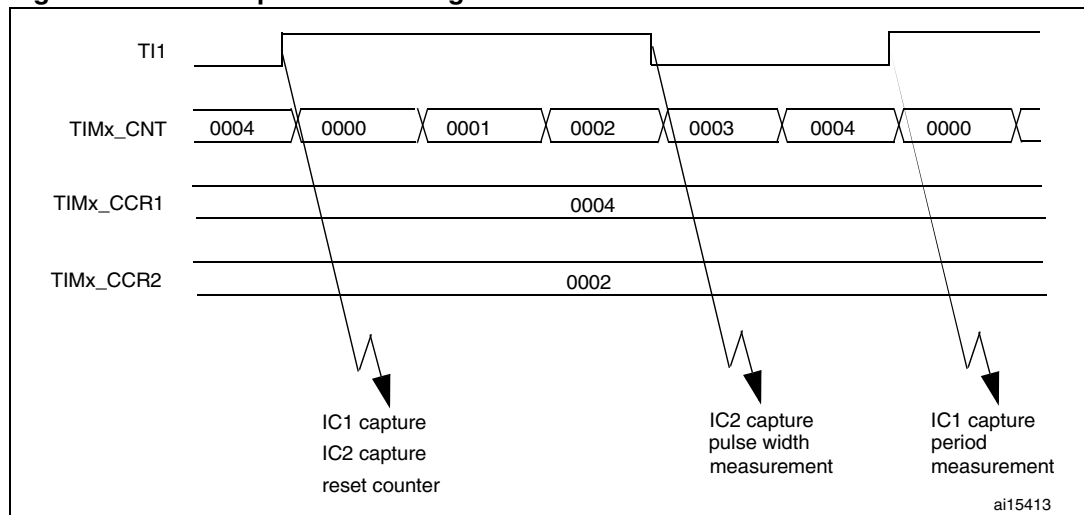 TI1
TIMx_CNT 0004 0000 0001 0002 0003 0004 0000
TIMx_CCR1 0004
TIMx_CCR2 0002
IC1 capture
IC2 capture
reset counter
IC2 capture
pulse width
measurement
IC1 capture
period
measurement
ai15413